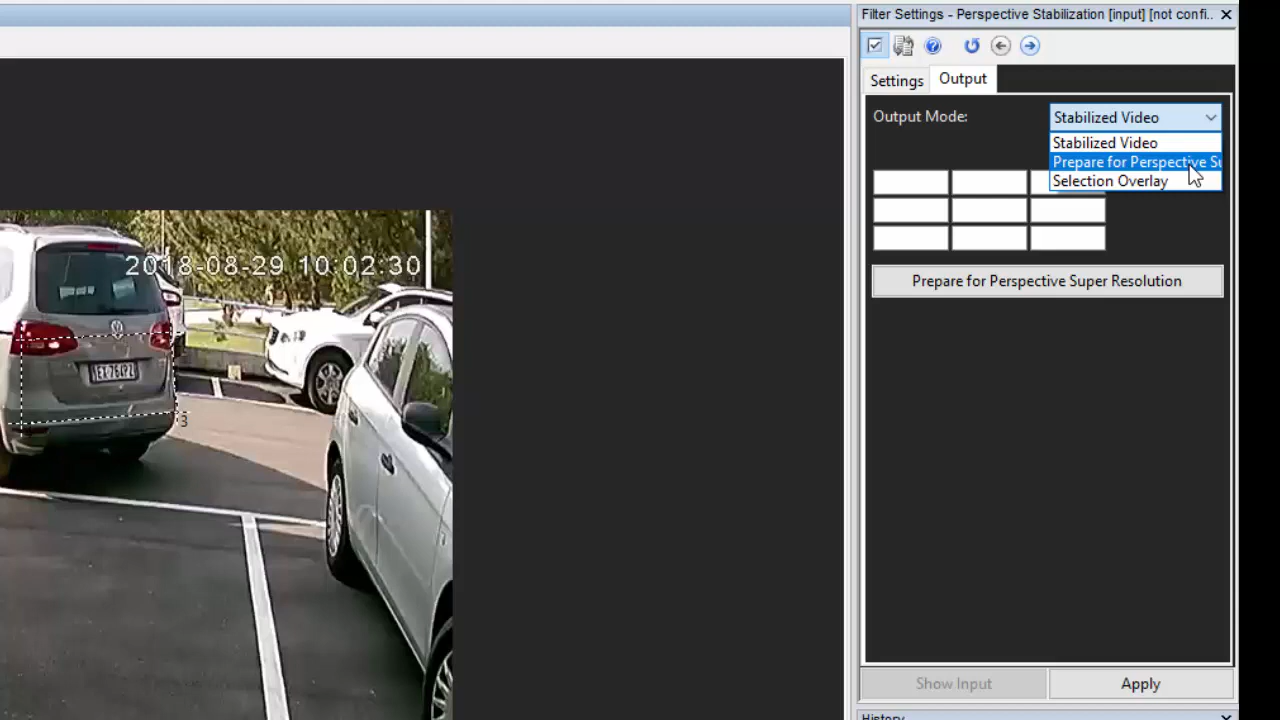 Filter Settings - Perspective Stabilization [input] [not confi..
Settings
Output
Output Mode:
Stabilized Video
Stabilized Video
Prepare for Perspective Su
Selection Overlay
Prepare for Perspective Super Resolution
2018-08-29 10:02:30
3
Show Input
Apply
History